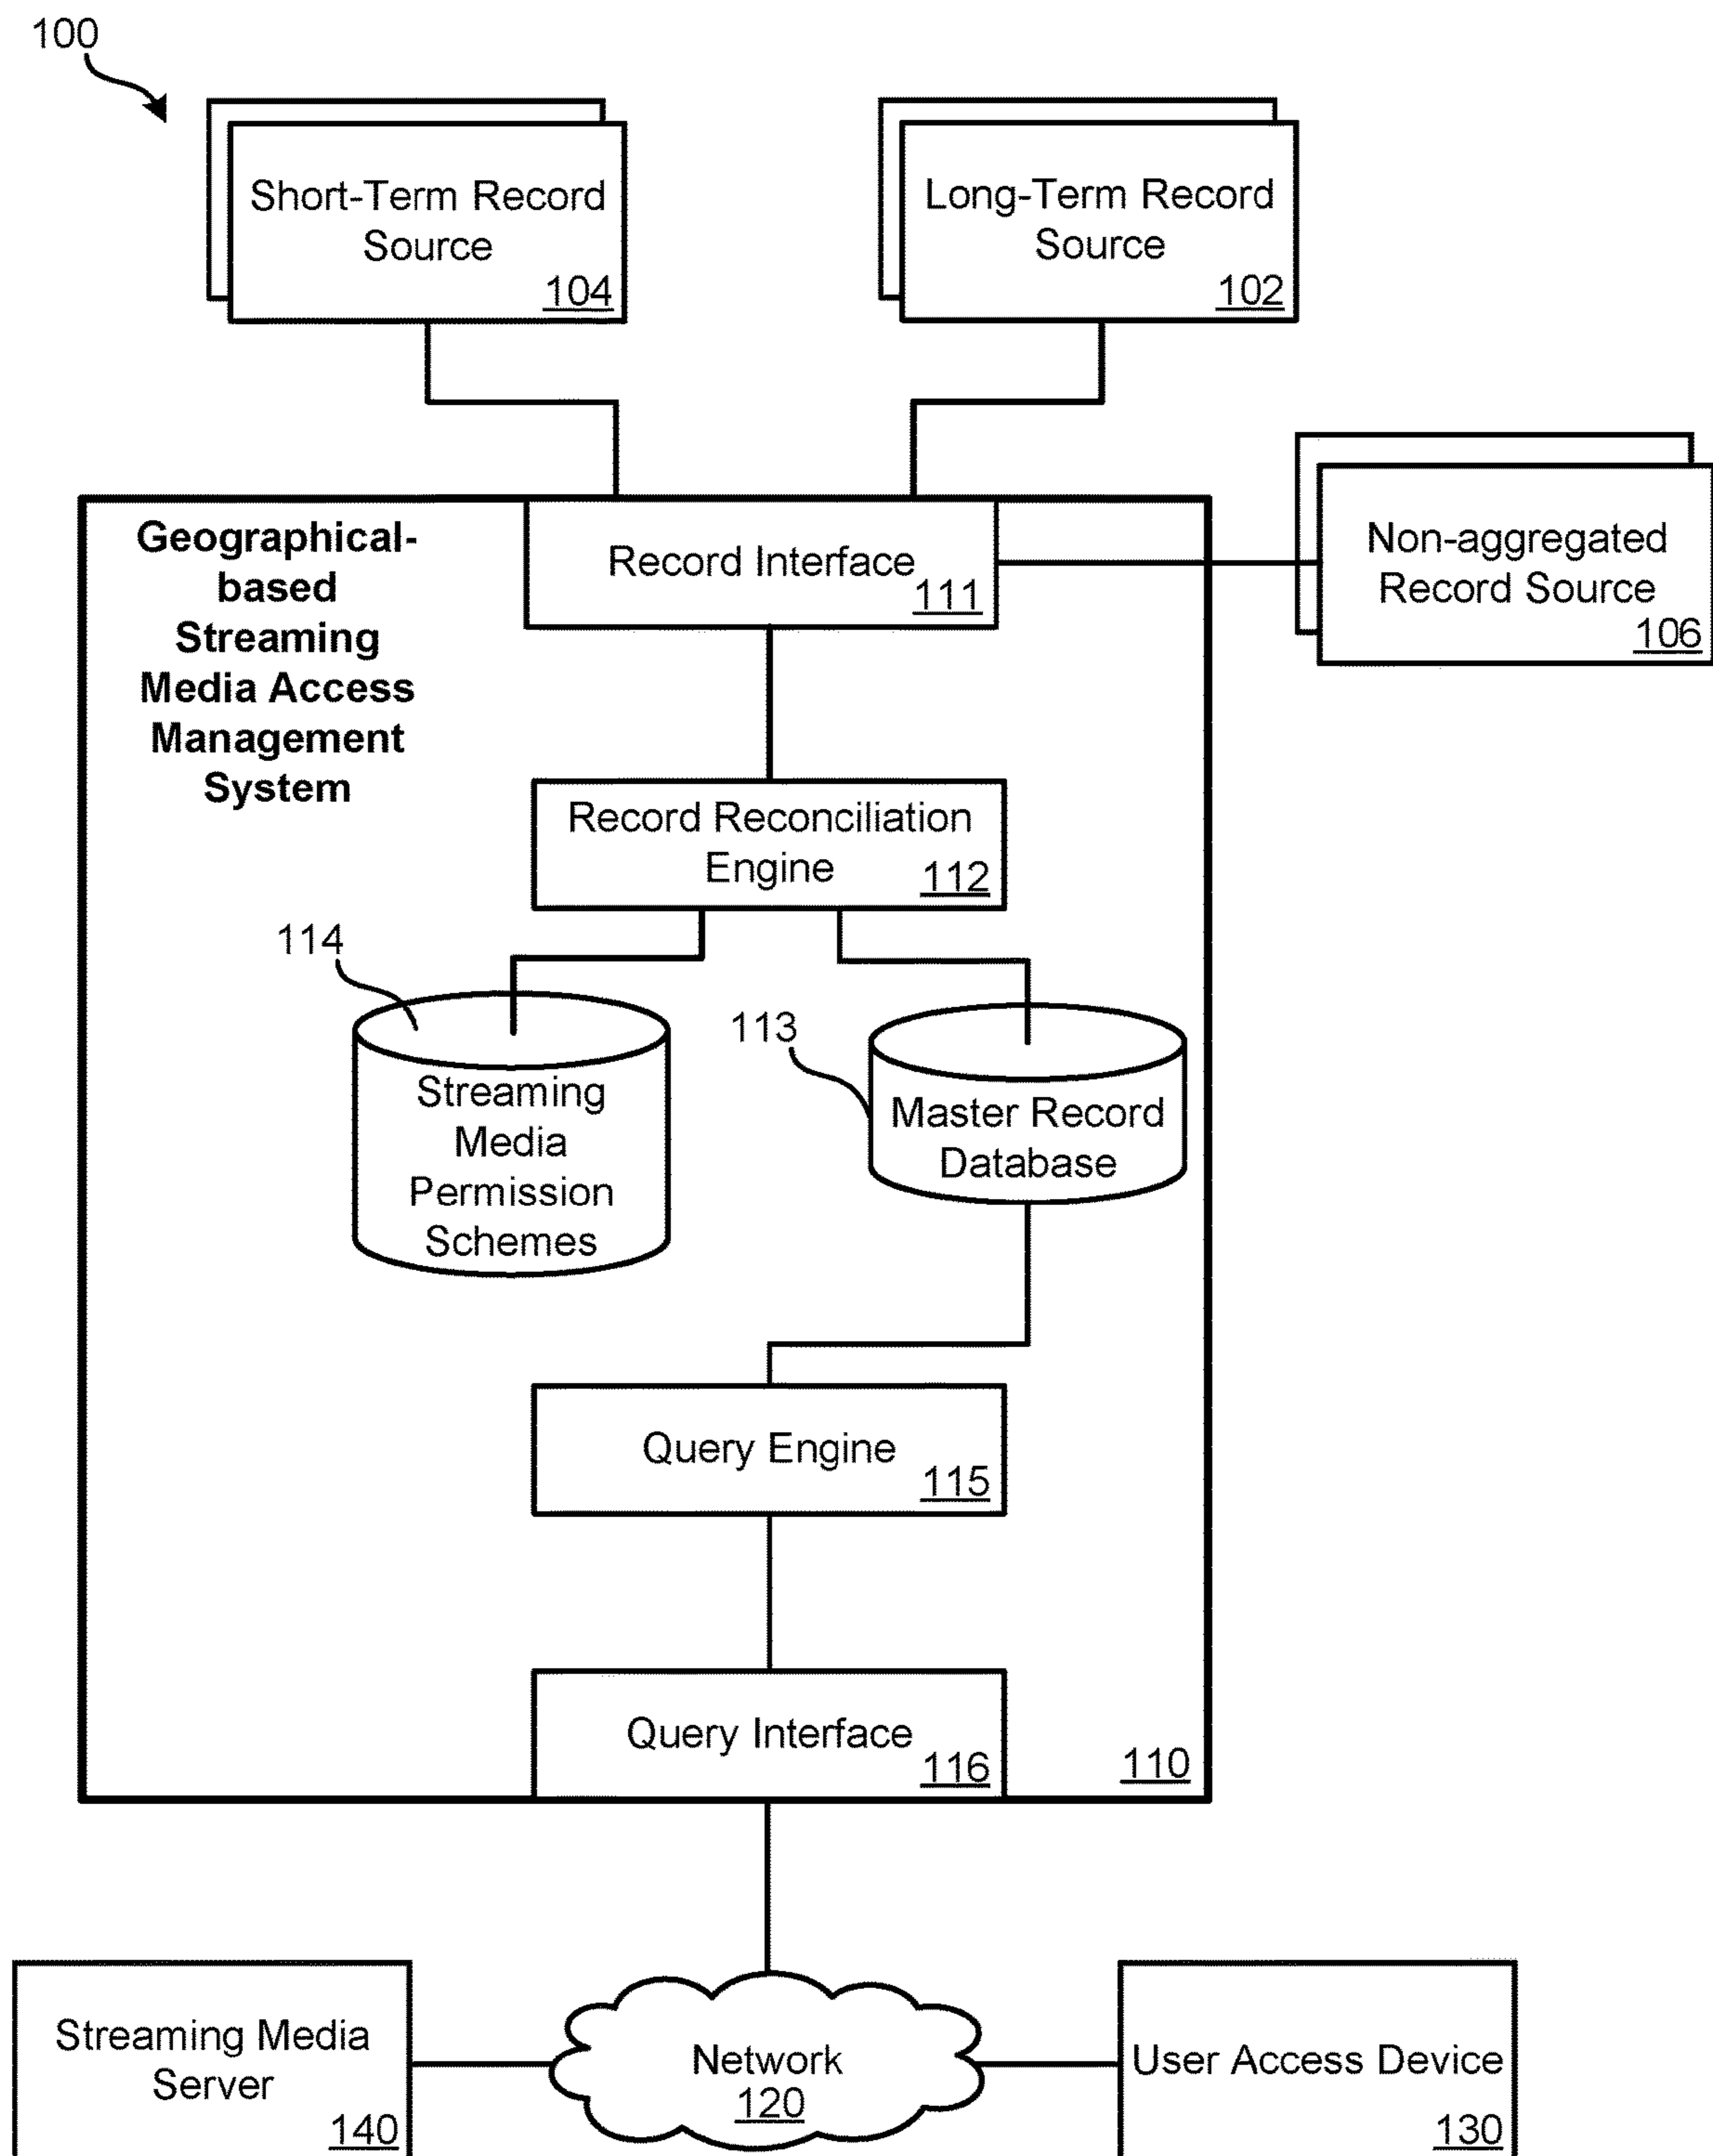 100
Short-Term Record
Source
104
Long-Term Record
Source
102
Geographical-
based
Streaming
Media Access
Management
System
Record Interface
111
Non-aggregated
Record Source
106
Record Reconciliation
Engine
112
114
Streaming
Media
Permission
Schemes
113
Master Record
Database
Query Engine
115
Query Interface
116
110
Streaming Media
Server
140
Network
120
User Access Device
130